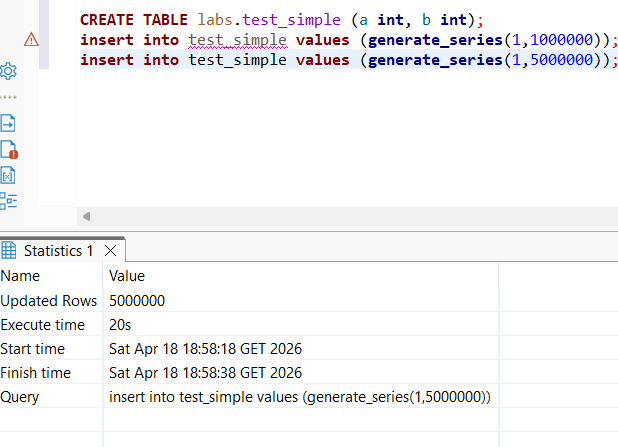 CREATE TABLE labs.test_simple (a int, b int);
insert into test_simple values (generate_series(1,1000000));
insert into test_simple values (generate_series(1,5000000));
Statistics 1
Name Value
Updated Rows 5000000
Execute time 20s
Start time Sat Apr 18 18:58:18 GET 2026
Finish time Sat Apr 18 18:58:38 GET 2026
Query insert into test_simple values (generate_series(1,5000000))